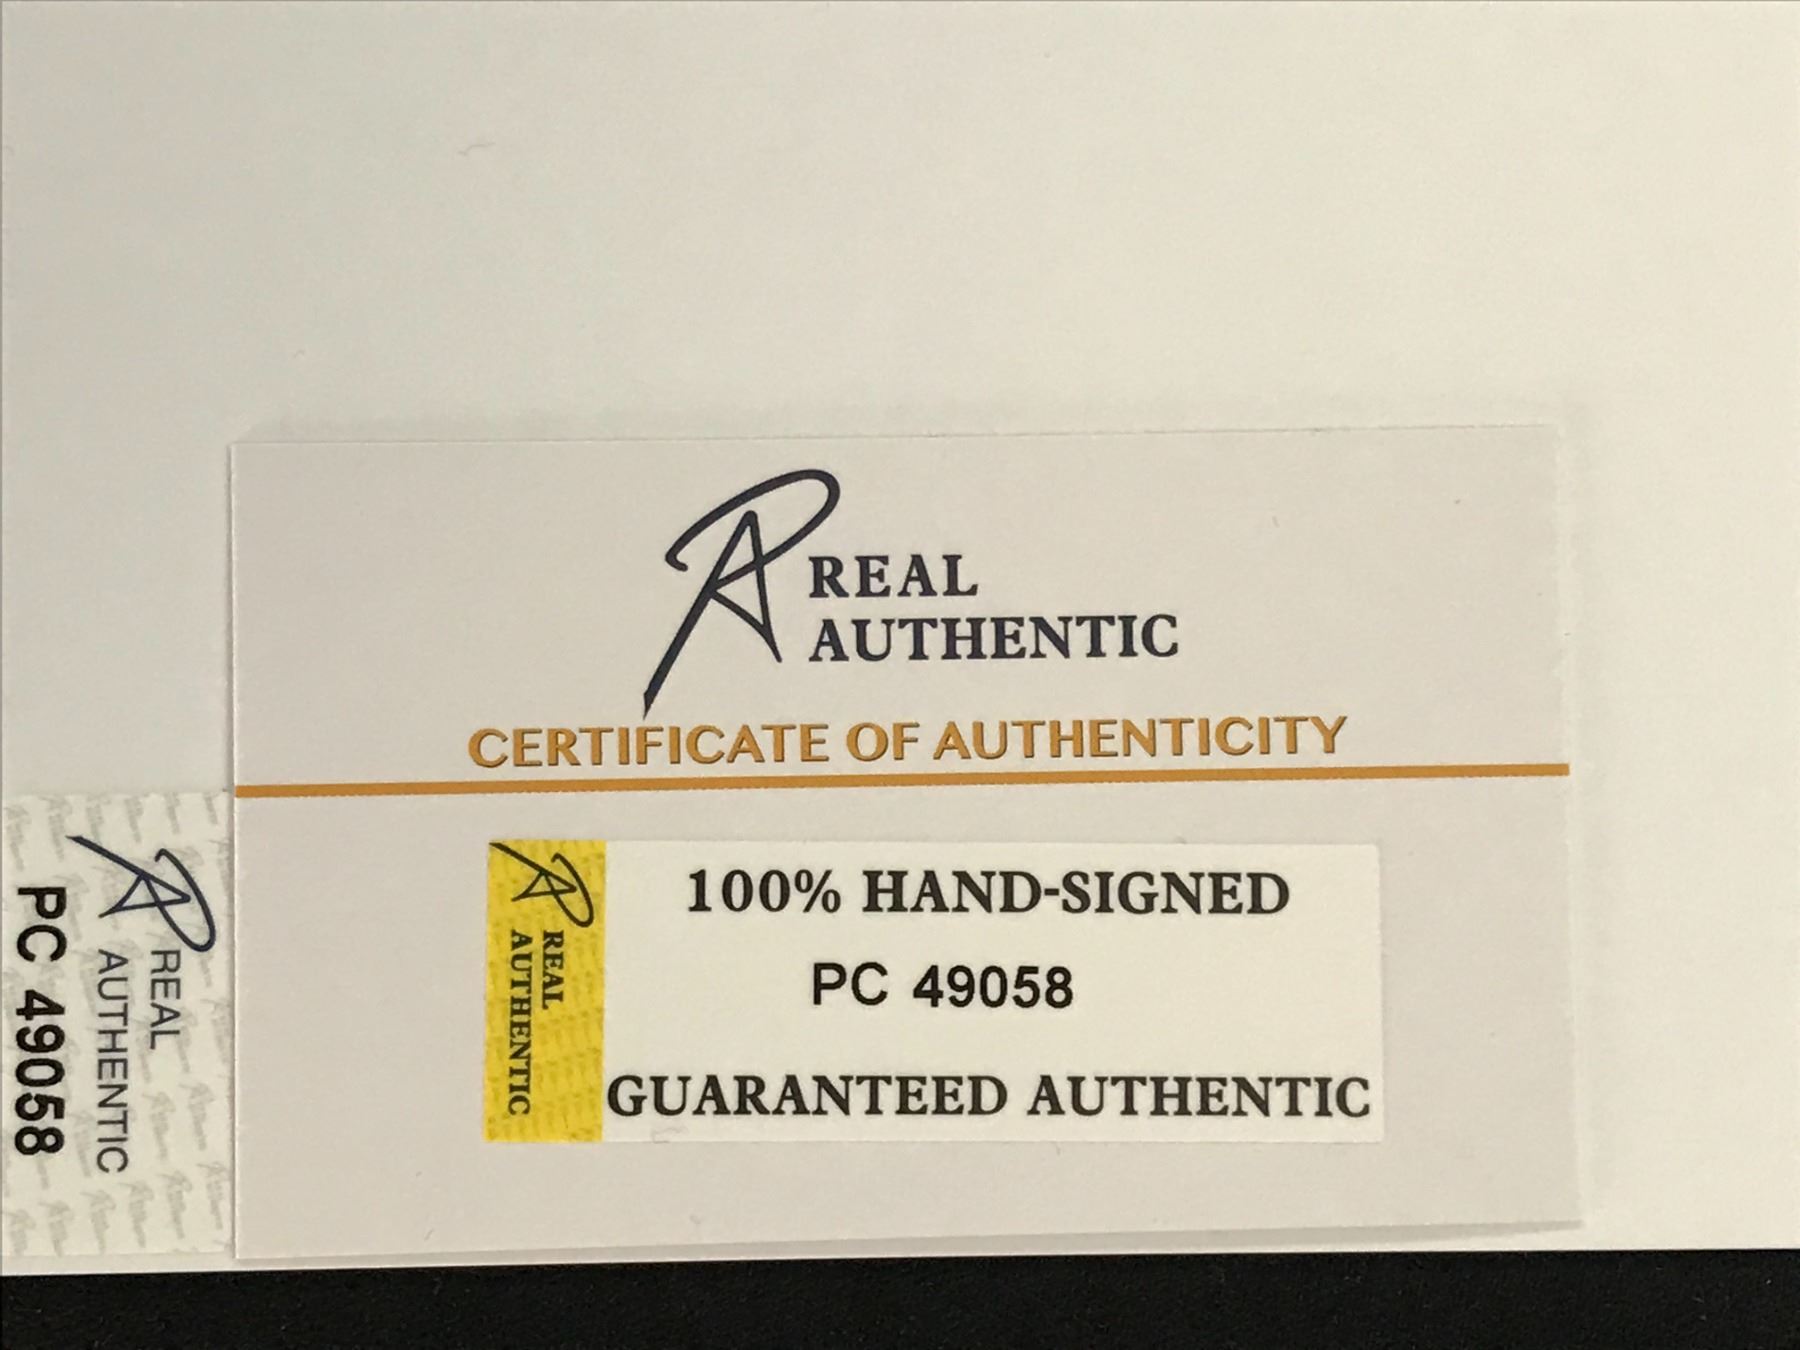 REAL
AUTHENTIC
CERTIFICATE OF AUTHENTICITY
REAL
AUTHENTIC
100% HAND-SIGNED
PC 49058
GUARANTEED AUTHENTIC
REAL
AUTHENTIC
PC 49058